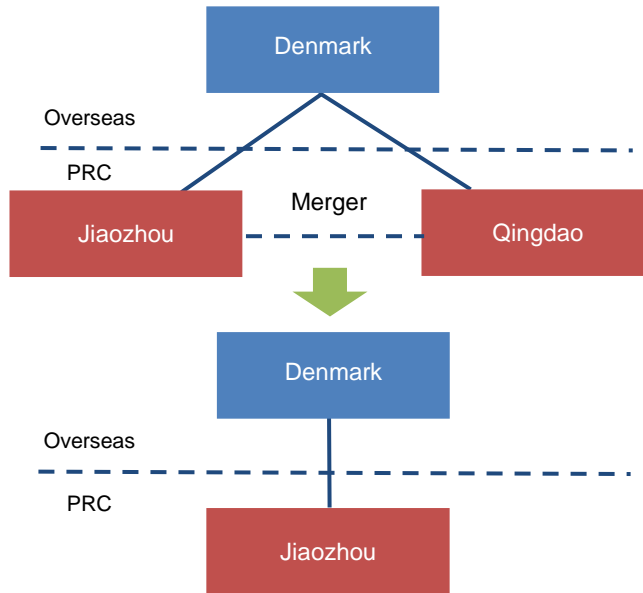 Denmark
Overseas
PRC
Merger
Jiaozhou
Qingdao
Denmark
Overseas
PRC
Jiaozhou